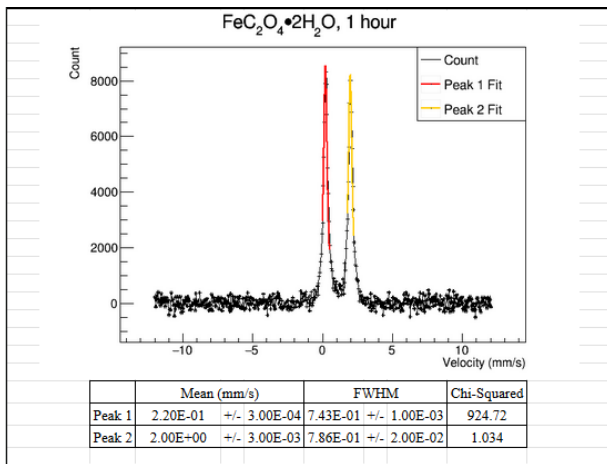 FeC₂O₄•2H₂O, 1 hour
Count
Count
Peak 1 Fit
Peak 2 Fit
8000
6000
4000
2000
0
−10 −5 0 5 10
Velocity (mm/s)
Mean (mm/s) FWHM Chi-Squared
Peak 1 2.20E-01 +/- 3.00E-04 7.43E-01 +/- 1.00E-03 924.72
Peak 2 2.00E+00 +/- 3.00E-03 7.86E-01 +/- 2.00E-02 1.034